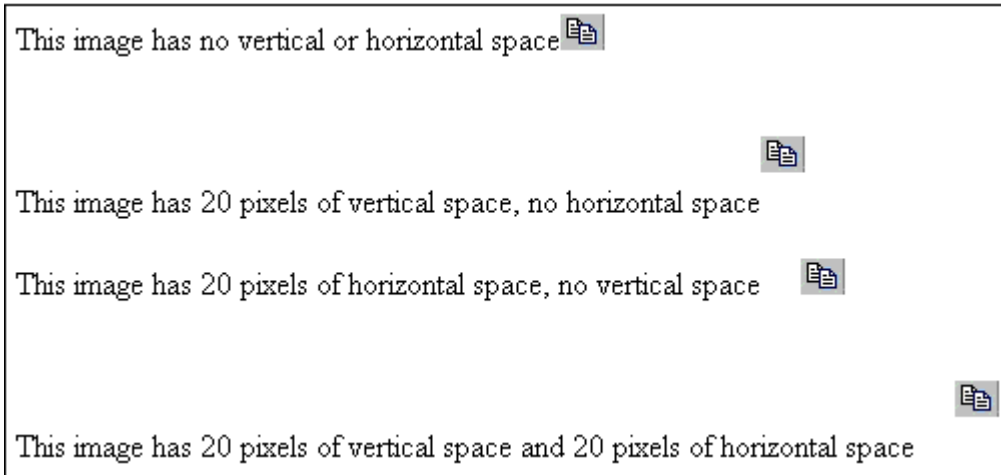 This image has no vertical or horizontal space
This image has 20 pixels of vertical space, no horizontal space
This image has 20 pixels of horizontal space, no vertical space
This image has 20 pixels of vertical space and 20 pixels of horizontal space